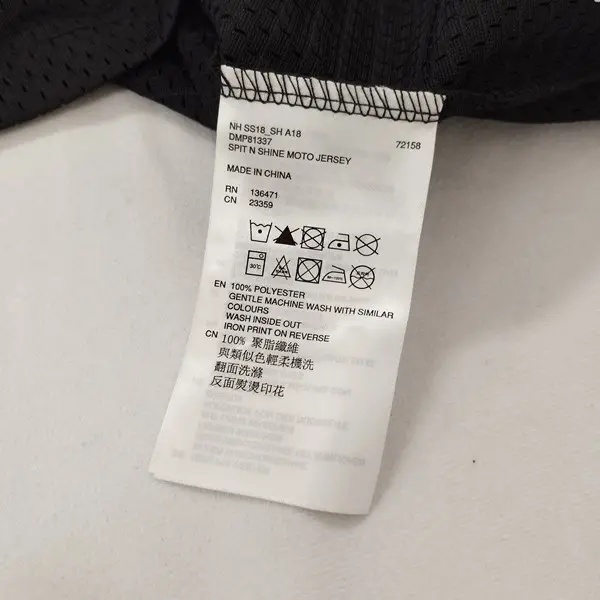 NH SS18_SH A18
72158
DMP81337
SPIT N SHINE MOTO JERSEY
MADE IN CHINA
RN 136471
CN 23359
30°C
EN 100% POLYESTER
GENTLE MACHINE WASH WITH SIMILAR
COLOURS
WASH INSIDE OUT
IRON PRINT ON REVERSE
CN 100% 聚脂纖維
與類似色輕柔機洗
翻面洗滌
反面熨燙印花